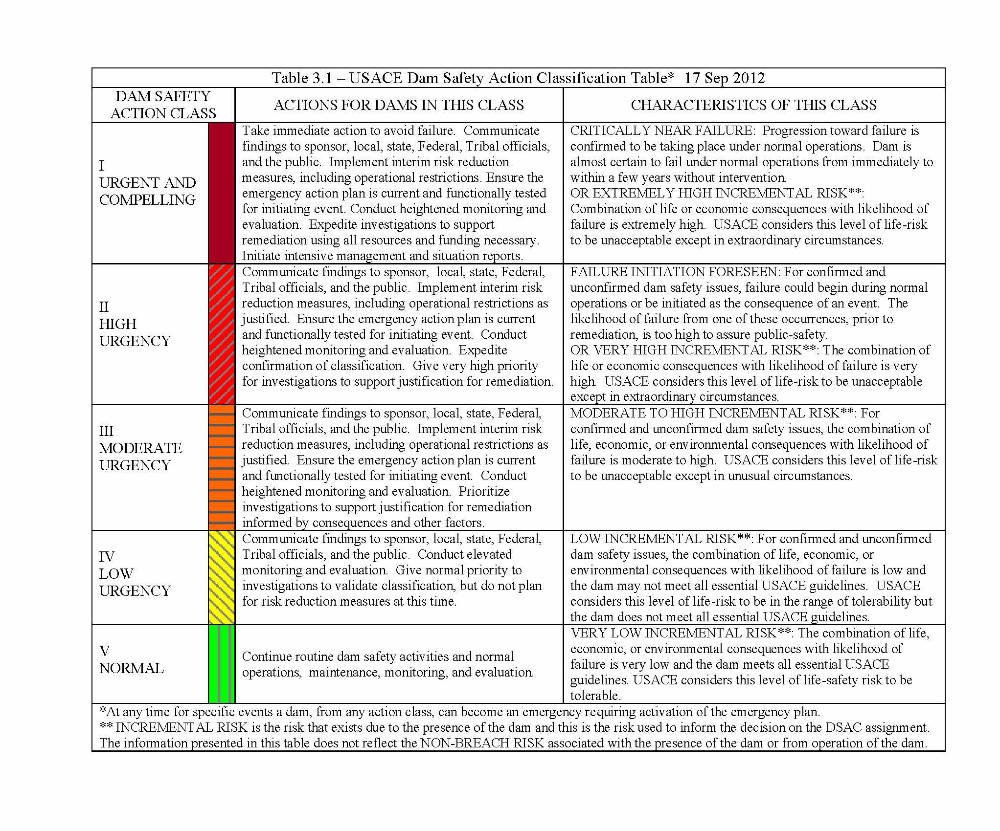 Table 3.1 – USACE Dam Safety Action Classification Table*  17 Sep 2012
DAM SAFETY
ACTION CLASS
ACTIONS FOR DAMS IN THIS CLASS
CHARACTERISTICS OF THIS CLASS
I
URGENT AND
COMPELLING
Take immediate action to avoid failure.  Communicate
findings to sponsor, local, state, Federal, Tribal officials,
and the public.  Implement interim risk reduction
measures, including operational restrictions. Ensure the
emergency action plan is current and functionally tested
for initiating event. Conduct heightened monitoring and
evaluation.  Expedite investigations to support
remediation using all resources and funding necessary.
Initiate intensive management and situation reports.
CRITICALLY NEAR FAILURE:  Progression toward failure is
confirmed to be taking place under normal operations.  Dam is
almost certain to fail under normal operations from immediately to
within a few years without intervention.
OR EXTREMELY HIGH INCREMENTAL RISK**:
Combination of life or economic consequences with likelihood of
failure is extremely high.  USACE considers this level of life-risk
to be unacceptable except in extraordinary circumstances.
II
HIGH
URGENCY
Communicate findings to sponsor,  local, state, Federal,
Tribal officials, and the public.  Implement interim risk
reduction measures, including operational restrictions as
justified.  Ensure the emergency action plan is current
and functionally tested for initiating event.  Conduct
heightened monitoring and evaluation.  Expedite
confirmation of classification.  Give very high priority
for investigations to support justification for remediation.
FAILURE INITIATION FORESEEN: For confirmed and
unconfirmed dam safety issues, failure could begin during normal
operations or be initiated as the consequence of an event.  The
likelihood of failure from one of these occurrences, prior to
remediation, is too high to assure public-safety.
OR VERY HIGH INCREMENTAL RISK**: The combination of
life or economic consequences with likelihood of failure is very
high.  USACE considers this level of life-risk to be unacceptable
except in extraordinary circumstances.
III
MODERATE
URGENCY
Communicate findings to sponsor, local, state, Federal,
Tribal officials, and the public.  Implement interim risk
reduction measures, including operational restrictions as
justified.  Ensure the emergency action plan is current
and functionally tested for initiating event.  Conduct
heightened monitoring and evaluation.  Prioritize
investigations to support justification for remediation
informed by consequences and other factors.
MODERATE TO HIGH INCREMENTAL RISK**: For
confirmed and unconfirmed dam safety issues, the combination of
life, economic, or environmental consequences with likelihood of
failure is moderate to high.  USACE considers this level of life-risk
to be unacceptable except in unusual circumstances.
IV
LOW
URGENCY
Communicate findings to sponsor, local, state, Federal,
Tribal officials, and the public.  Conduct elevated
monitoring and evaluation.  Give normal priority to
investigations to validate classification, but do not plan
for risk reduction measures at this time.
LOW INCREMENTAL RISK**: For confirmed and unconfirmed
dam safety issues, the combination of life, economic, or
environmental consequences with likelihood of failure is low and
the dam may not meet all essential USACE guidelines.  USACE
considers this level of life-risk to be in the range of tolerability but
the dam does not meet all essential USACE guidelines.
V
NORMAL
Continue routine dam safety activities and normal
operations,  maintenance, monitoring, and evaluation.
VERY LOW INCREMENTAL RISK**: The combination of life,
economic, or environmental consequences with likelihood of
failure is very low and the dam meets all essential USACE
guidelines. USACE considers this level of life-safety risk to be
tolerable.
*At any time for specific events a dam, from any action class, can become an emergency requiring activation of the emergency plan.
** INCREMENTAL RISK is the risk that exists due to the presence of the dam and this is the risk used to inform the decision on the DSAC assignment.
The information presented in this table does not reflect the NON-BREACH RISK associated with the presence of the dam or from operation of the dam.